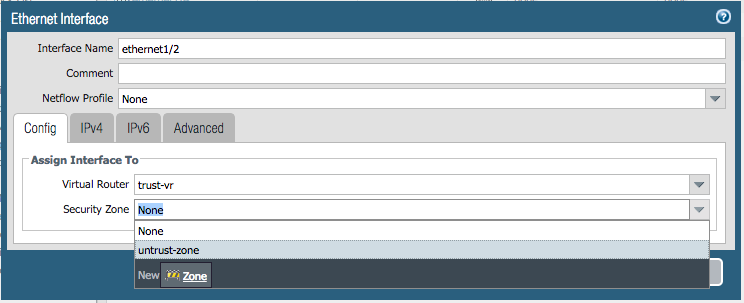 Ethernet Interface
Interface Name ethernet1/2
Comment
Netflow Profile None
Config IPv4 IPv6 Advanced
Assign Interface To
Virtual Router trust-vr
Security Zone None
None
untrust-zone
New Zone